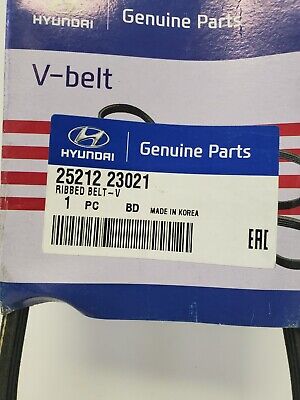 HYUNDAI Genuine Parts
V-belt
HYUNDAI Genuine Parts
25212 23021
RIBBED BELT-V
1 PC BD MADE IN KOREA
EAC